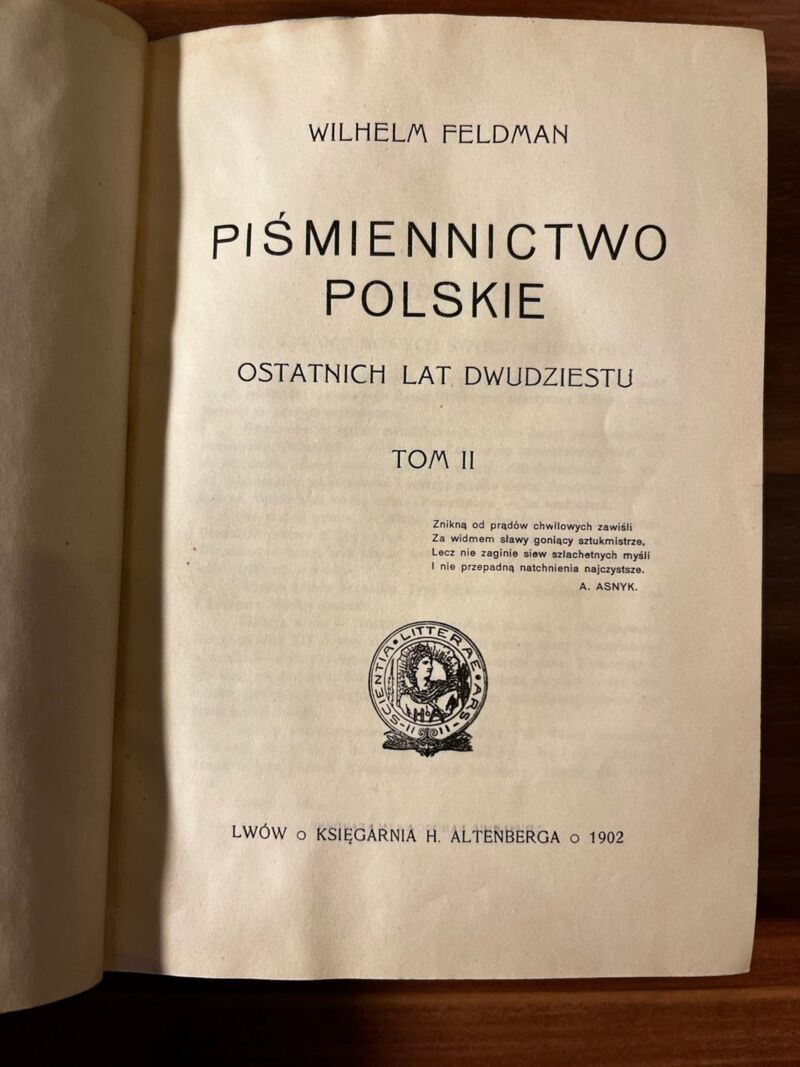 WILHELM FELDMAN
PIŚMIENNICTWO
POLSKIE
OSTATNICH LAT DWUDZIESTU
TOM II
Znikną od prądów chwilowych zawiśli
Za widmem sławy goniący sztukmistrze,
Lecz nie zaginie siew szlachetnych myśli
I nie przepadną natchnienia najczystsze.
A. ASNYK.
SCIENTIA • LITTERAE • ARS
H • A
LWÓW o KSIĘGARNIA H. ALTENBERGA o 1902